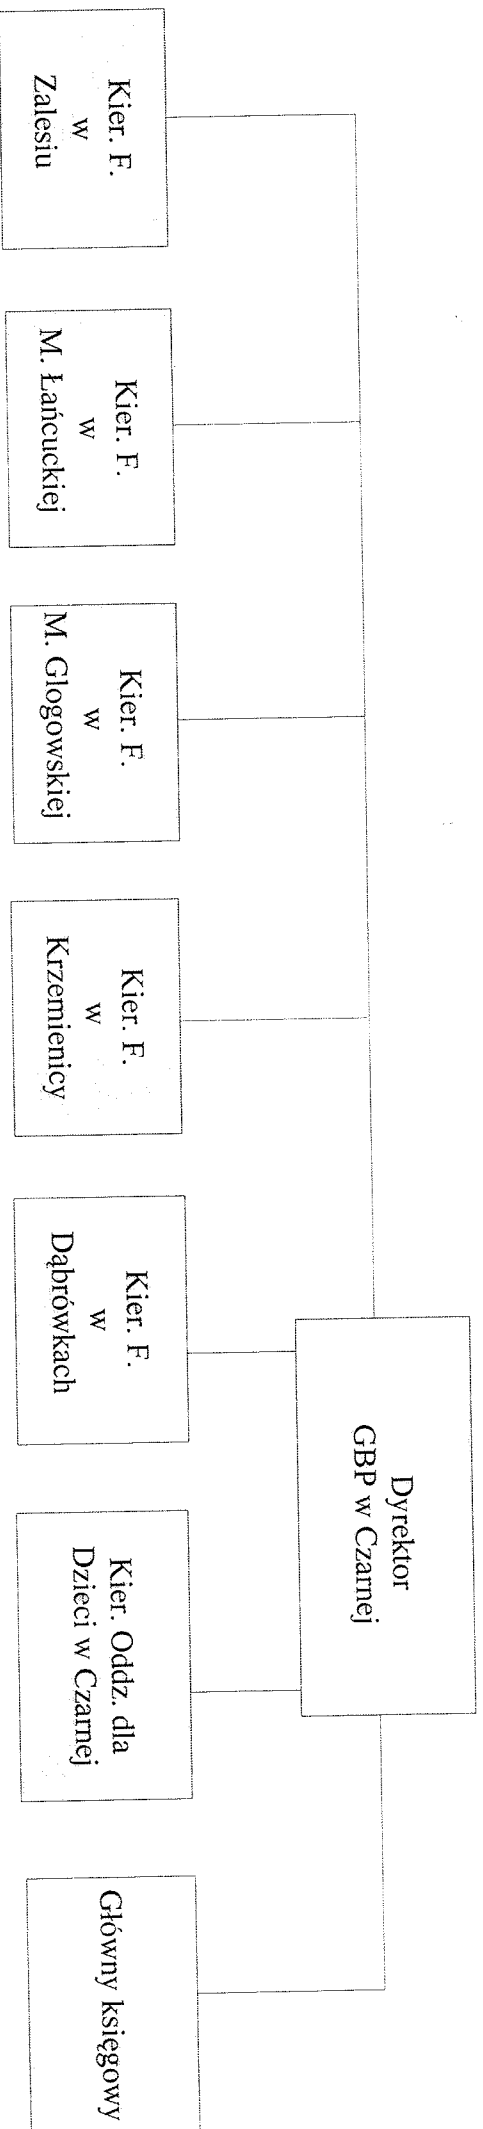 Dyrektor
GBP w Czarnej
Kier. F.
w
Zalesiu
Kier. F.
w
M. Łańcuckiej
Kier. F.
w
M. Glogowskiej
Kier. F.
w
Krzemienicy
Kier. F.
w
Dąbrówkach
Kier. Oddz. dla
Dzieci w Czarnej
Główny księgowy